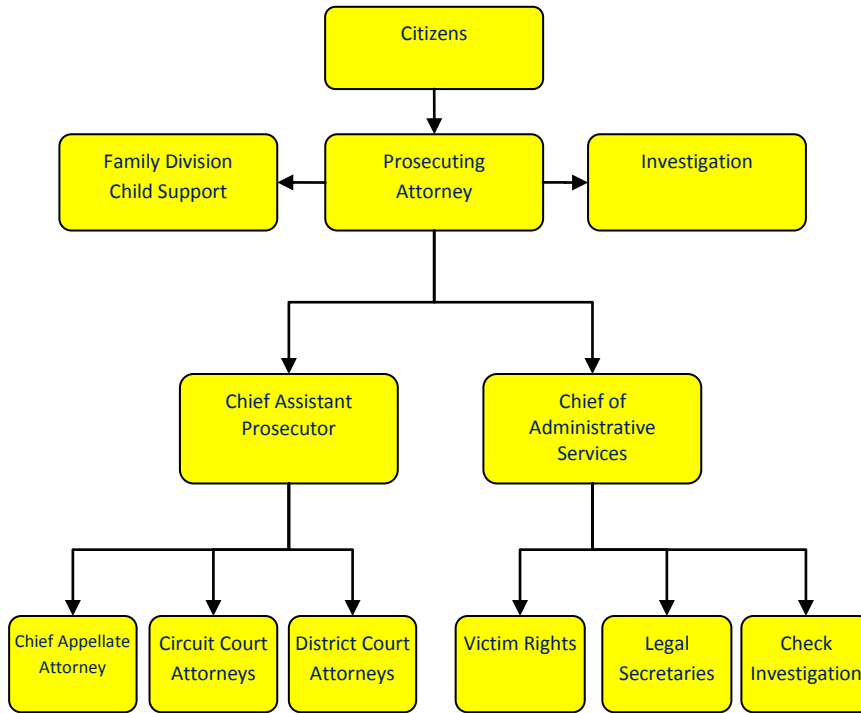 Citizens
Family Division
Child Support
Prosecuting
Attorney
Investigation
Chief Assistant
Prosecutor
Chief of
Administrative
Services
Chief Appellate
Attorney
Circuit Court
Attorneys
District Court
Attorneys
Victim Rights
Legal
Secretaries
Check
Investigation